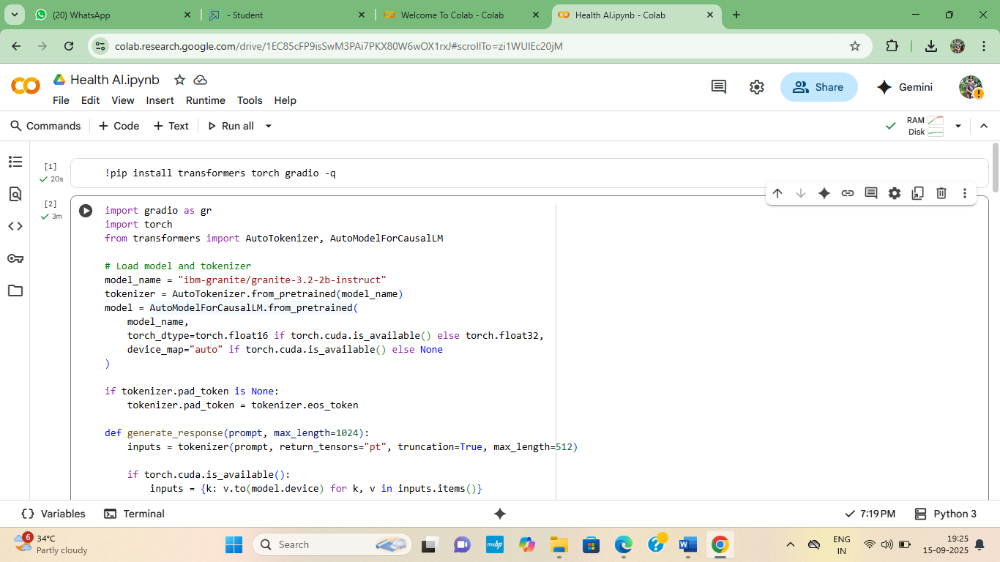 (20) WhatsApp
- Student
Welcome To Colab - Colab
Health AI.ipynb - Colab
colab.research.google.com/drive/1EC85cFP9isSwM3PAi7PKX80W6wOX1rxJ#scrollTo=zi1WUIEc20jM
Health AI.ipynb
File Edit View Insert Runtime Tools Help
Share
Gemini
Commands + Code + Text Run all
RAM
Disk
[1]
20s
!pip install transformers torch gradio -q
[2]
3m
import gradio as gr
import torch
from transformers import AutoTokenizer, AutoModelForCausalLM
# Load model and tokenizer
model_name = "ibm-granite/granite-3.2-2b-instruct"
tokenizer = AutoTokenizer.from_pretrained(model_name)
model = AutoModelForCausalLM.from_pretrained(
    model_name,
    torch_dtype=torch.float16 if torch.cuda.is_available() else torch.float32,
    device_map="auto" if torch.cuda.is_available() else None
)
if tokenizer.pad_token is None:
    tokenizer.pad_token = tokenizer.eos_token
def generate_response(prompt, max_length=1024):
    inputs = tokenizer(prompt, return_tensors="pt", truncation=True, max_length=512)
    if torch.cuda.is_available():
        inputs = {k: v.to(model.device) for k, v in inputs.items()}
Variables Terminal
7:19 PM Python 3
6
34°C
Partly cloudy
Search
myhp
ENG
IN
19:25
15-09-2025